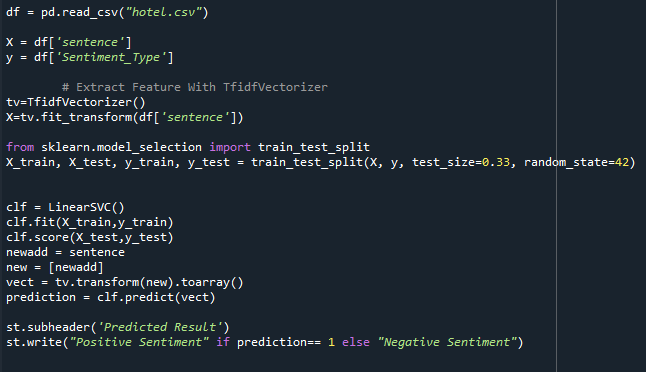 df = pd.read_csv("hotel.csv")
X = df['sentence']
y = df['Sentiment_Type']
# Extract Feature With TfidfVectorizer
tv=TfidfVectorizer()
X=tv.fit_transform(df['sentence'])
from sklearn.model_selection import train_test_split
X_train, X_test, y_train, y_test = train_test_split(X, y, test_size=0.33, random_state=42)
clf = LinearSVC()
clf.fit(X_train,y_train)
clf.score(X_test,y_test)
newadd = sentence
new = [newadd]
vect = tv.transform(new).toarray()
prediction = clf.predict(vect)
st.subheader('Predicted Result')
st.write("Positive Sentiment" if prediction== 1 else "Negative Sentiment")